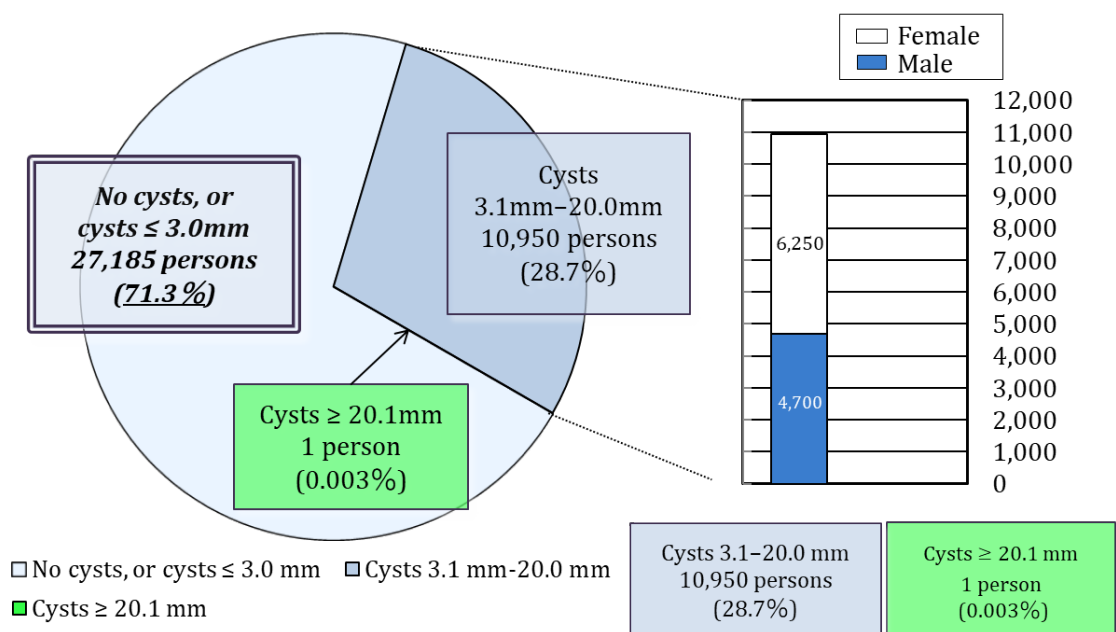 No cysts, or
cysts ≤ 3.0mm
27,185 persons
(71.3%)
Cysts
3.1mm–20.0mm
10,950 persons
(28.7%)
Cysts ≥ 20.1mm
1 person
(0.003%)
No cysts, or cysts ≤ 3.0 mm
Cysts 3.1 mm-20.0 mm
Cysts ≥ 20.1 mm
Female
Male
12,000
11,000
10,000
9,000
8,000
7,000
6,000
5,000
4,000
3,000
2,000
1,000
0
6,250
4,700
Cysts 3.1–20.0 mm
10,950 persons
(28.7%)
Cysts ≥ 20.1 mm
1 person
(0.003%)